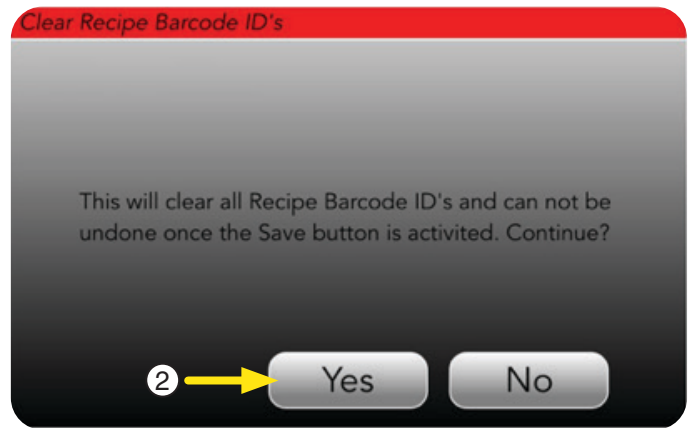 Clear Recipe Barcode ID's
This will clear all Recipe Barcode ID's and can not be
undone once the Save button is activited. Continue?
2 Yes No